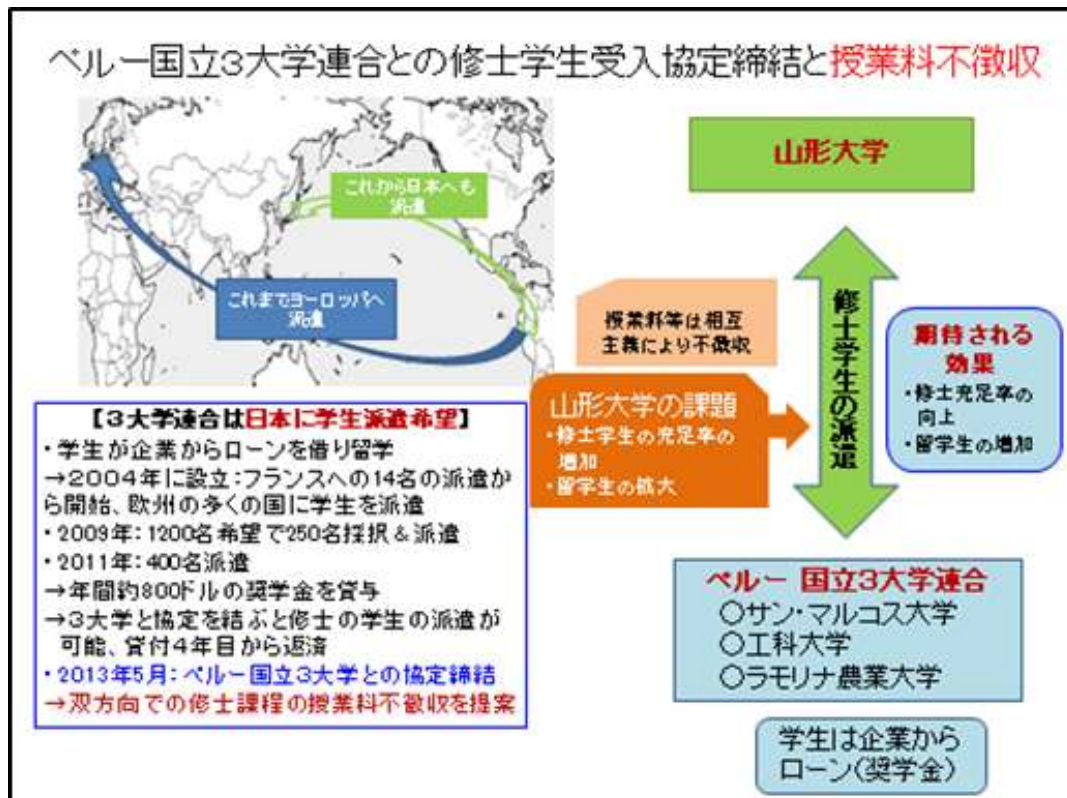 ペルー国立3大学連合との修士学生受入協定締結と授業料不徴収
これから日本へも
派遣
これまでヨーロッパへ
派遣
【3大学連合は日本に学生派遣希望】
・学生が企業からローンを借り留学
→2004年に設立：フランスへの14名の派遣か
ら開始、欧州の多くの国に学生を派遣
・2009年：1200名希望で250名採択＆派遣
・2011年：400名派遣
→年間約800ドルの奨学金を貸与
→3大学と協定を結ぶと修士の学生の派遣が
可能、貸付4年目から返済
・2013年5月：ペルー国立3大学との協定締結
→双方向での修士課程の授業料不徴収を提案
山形大学
授業料等は相互
主義により不徴収
山形大学の課題
・修士学生の充足卒の
増加
・留学生の拡大
修士学生の派遣
期待される
効果
・修士充足卒の
向上
・留学生の増加
ペルー 国立3大学連合
○サン・マルコス大学
○工科大学
○ラモリナ農業大学
学生は企業から
ローン(奨学金)